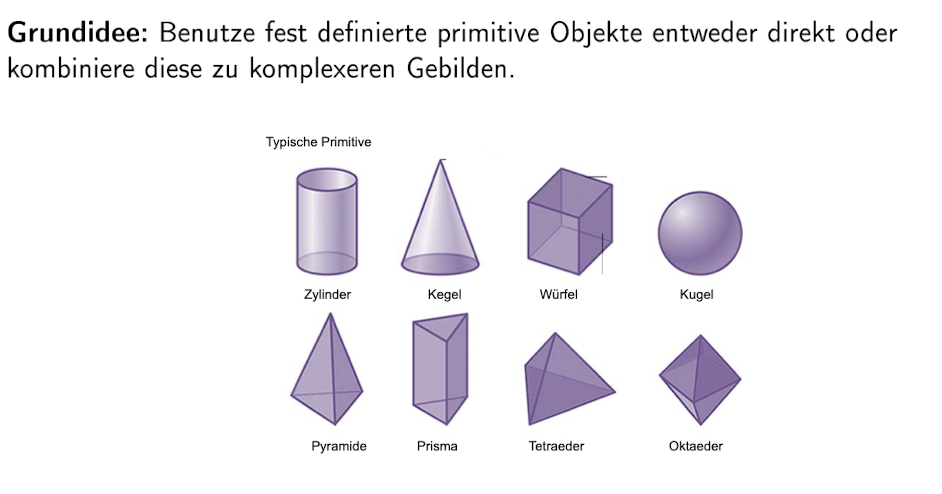 Grundidee: Benutze fest definierte primitive Objekte entweder direkt oder
kombiniere diese zu komplexeren Gebilden.
Typische Primitive
Zylinder
Kegel
Würfel
Kugel
Pyramide
Prisma
Tetraeder
Oktaeder